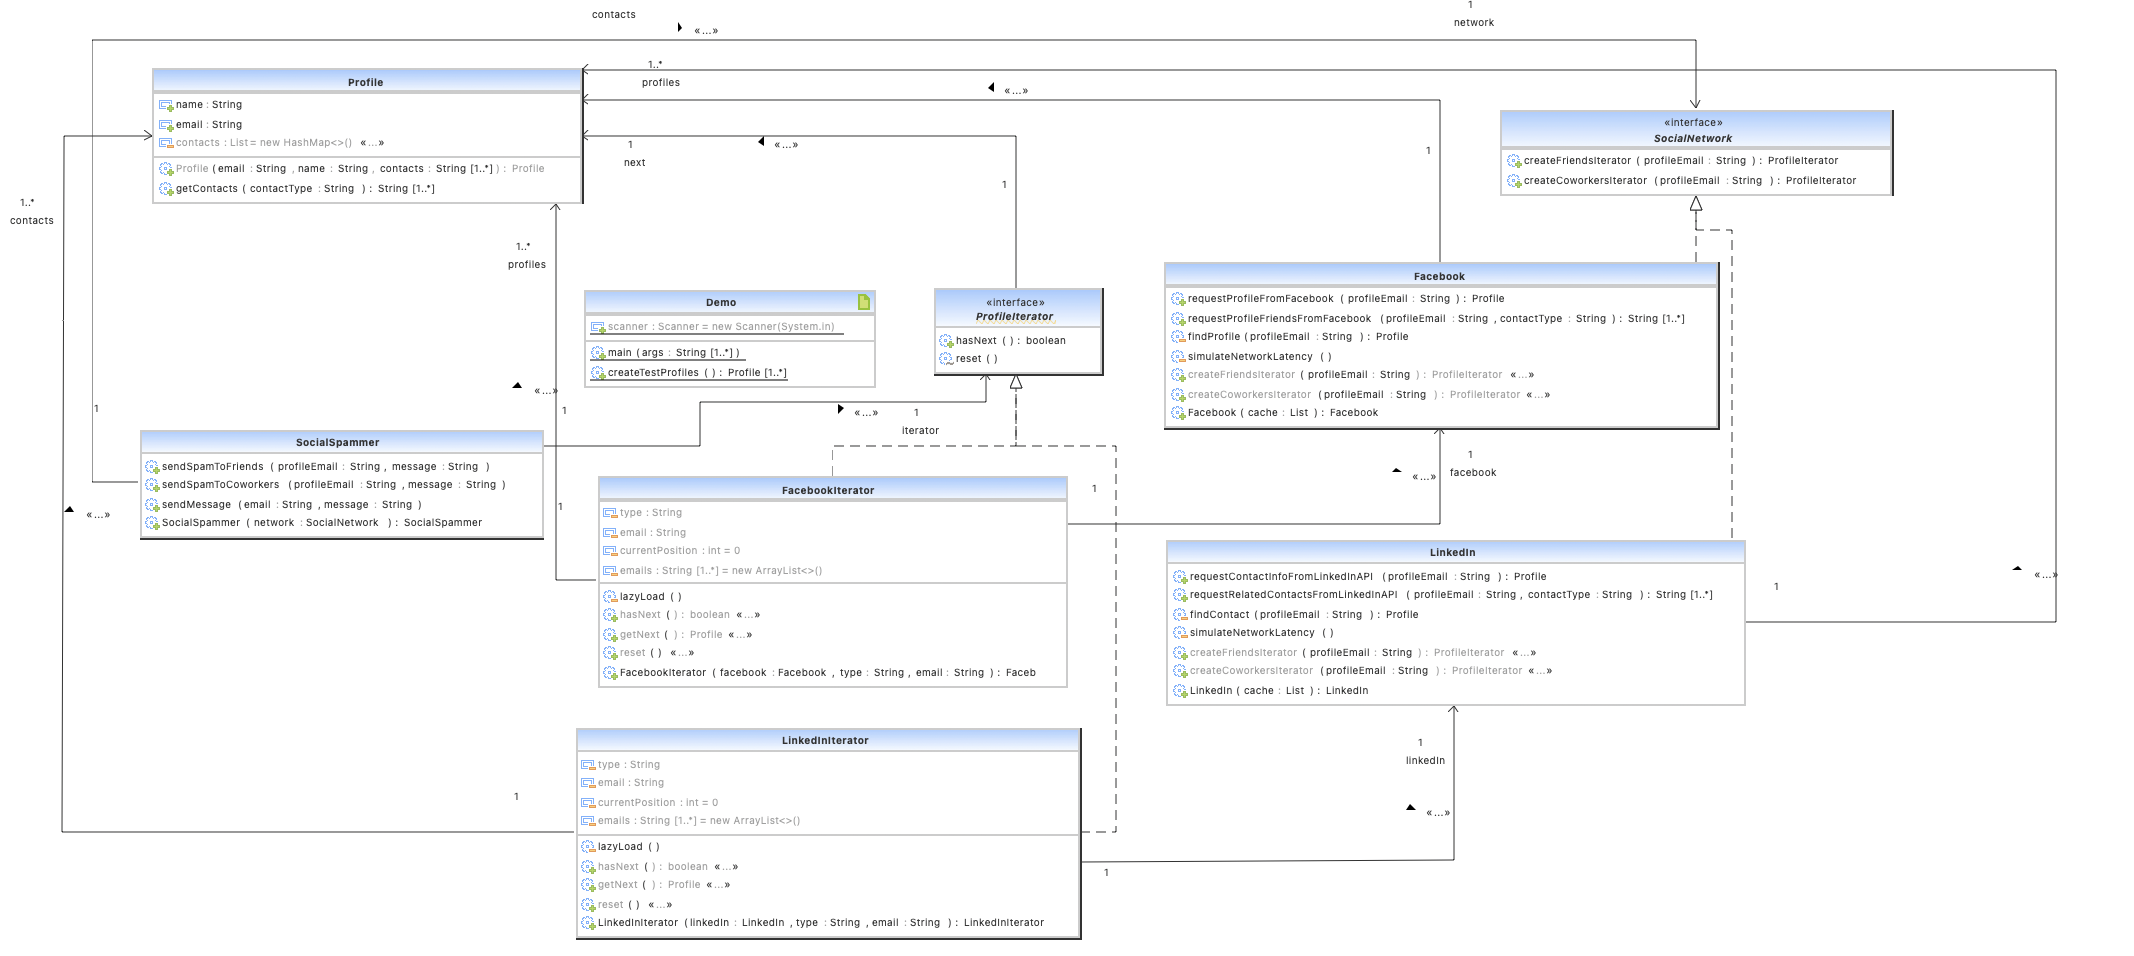 contacts
«...»
1
network
1..*
profiles
«...»
Profile
name : String
email : String
contacts : List = new HashMap<>() «...»
Profile ( email : String , name : String , contacts : String [1..*] ) : Profile
getContacts ( contactType : String ) : String [1..*]
1
next
«...»
1
1
«interface»
SocialNetwork
createFriendsIterator ( profileEmail : String ) : ProfileIterator
createCoworkersIterator ( profileEmail : String ) : ProfileIterator
1..*
contacts
1..*
profiles
«...»
1
1
Demo
scanner : Scanner = new Scanner(System.in)
main ( args : String [1..*] )
createTestProfiles ( ) : Profile [1..*]
«interface»
ProfileIterator
hasNext ( ) : boolean
reset ( )
Facebook
requestProfileFromFacebook ( profileEmail : String ) : Profile
requestProfileFriendsFromFacebook ( profileEmail : String , contactType : String ) : String [1..*]
findProfile ( profileEmail : String ) : Profile
simulateNetworkLatency ( )
createFriendsIterator ( profileEmail : String ) : ProfileIterator «...»
createCoworkersIterator ( profileEmail : String ) : ProfileIterator «...»
Facebook ( cache : List ) : Facebook
«...»
1
iterator
SocialSpammer
sendSpamToFriends ( profileEmail : String , message : String )
sendSpamToCoworkers ( profileEmail : String , message : String )
sendMessage ( email : String , message : String )
SocialSpammer ( network : SocialNetwork ) : SocialSpammer
«...»
1
1
facebook
«...»
1
FacebookIterator
type : String
email : String
currentPosition : int = 0
emails : String [1..*] = new ArrayList<>()
lazyLoad ( )
hasNext ( ) : boolean «...»
getNext ( ) : Profile «...»
reset ( ) «...»
FacebookIterator ( facebook : Facebook , type : String , email : String ) : Faceb
LinkedIn
requestContactInfoFromLinkedInAPI ( profileEmail : String ) : Profile
requestRelatedContactsFromLinkedInAPI ( profileEmail : String , contactType : String ) : String [1..*]
findContact ( profileEmail : String ) : Profile
simulateNetworkLatency ( )
createFriendsIterator ( profileEmail : String ) : ProfileIterator «...»
createCoworkersIterator ( profileEmail : String ) : ProfileIterator «...»
LinkedIn ( cache : List ) : LinkedIn
1
«...»
1
LinkedInIterator
type : String
email : String
currentPosition : int = 0
emails : String [1..*] = new ArrayList<>()
lazyLoad ( )
hasNext ( ) : boolean «...»
getNext ( ) : Profile «...»
reset ( ) «...»
LinkedInIterator ( linkedIn : LinkedIn , type : String , email : String ) : LinkedInIterator
1
linkedIn
«...»
1